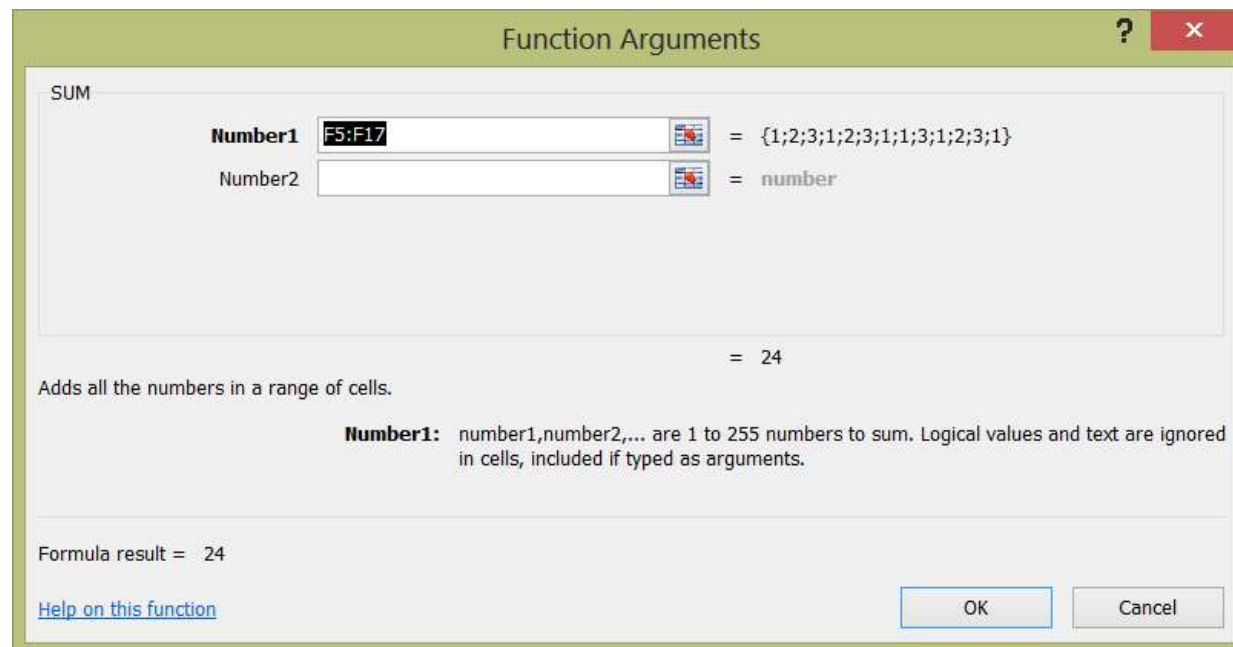 Function Arguments
?
×
SUM
Number1 F5:F17 = {1;2;3;1;2;3;1;1;3;1;2;3;1}
Number2 = number
= 24
Adds all the numbers in a range of cells.
Number1: number1,number2,... are 1 to 255 numbers to sum. Logical values and text are ignored
in cells, included if typed as arguments.
Formula result = 24
Help on this function
OK
Cancel